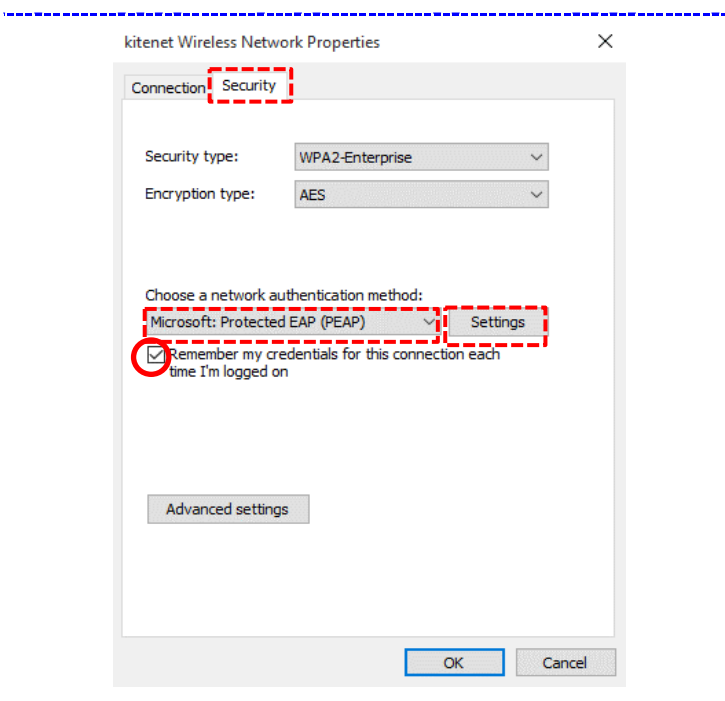 kitenet Wireless Network Properties
Connection Security
Security type: WPA2-Enterprise
Encryption type: AES
Choose a network authentication method:
Microsoft: Protected EAP (PEAP) Settings
Remember my credentials for this connection each
time I'm logged on
Advanced settings
OK Cancel